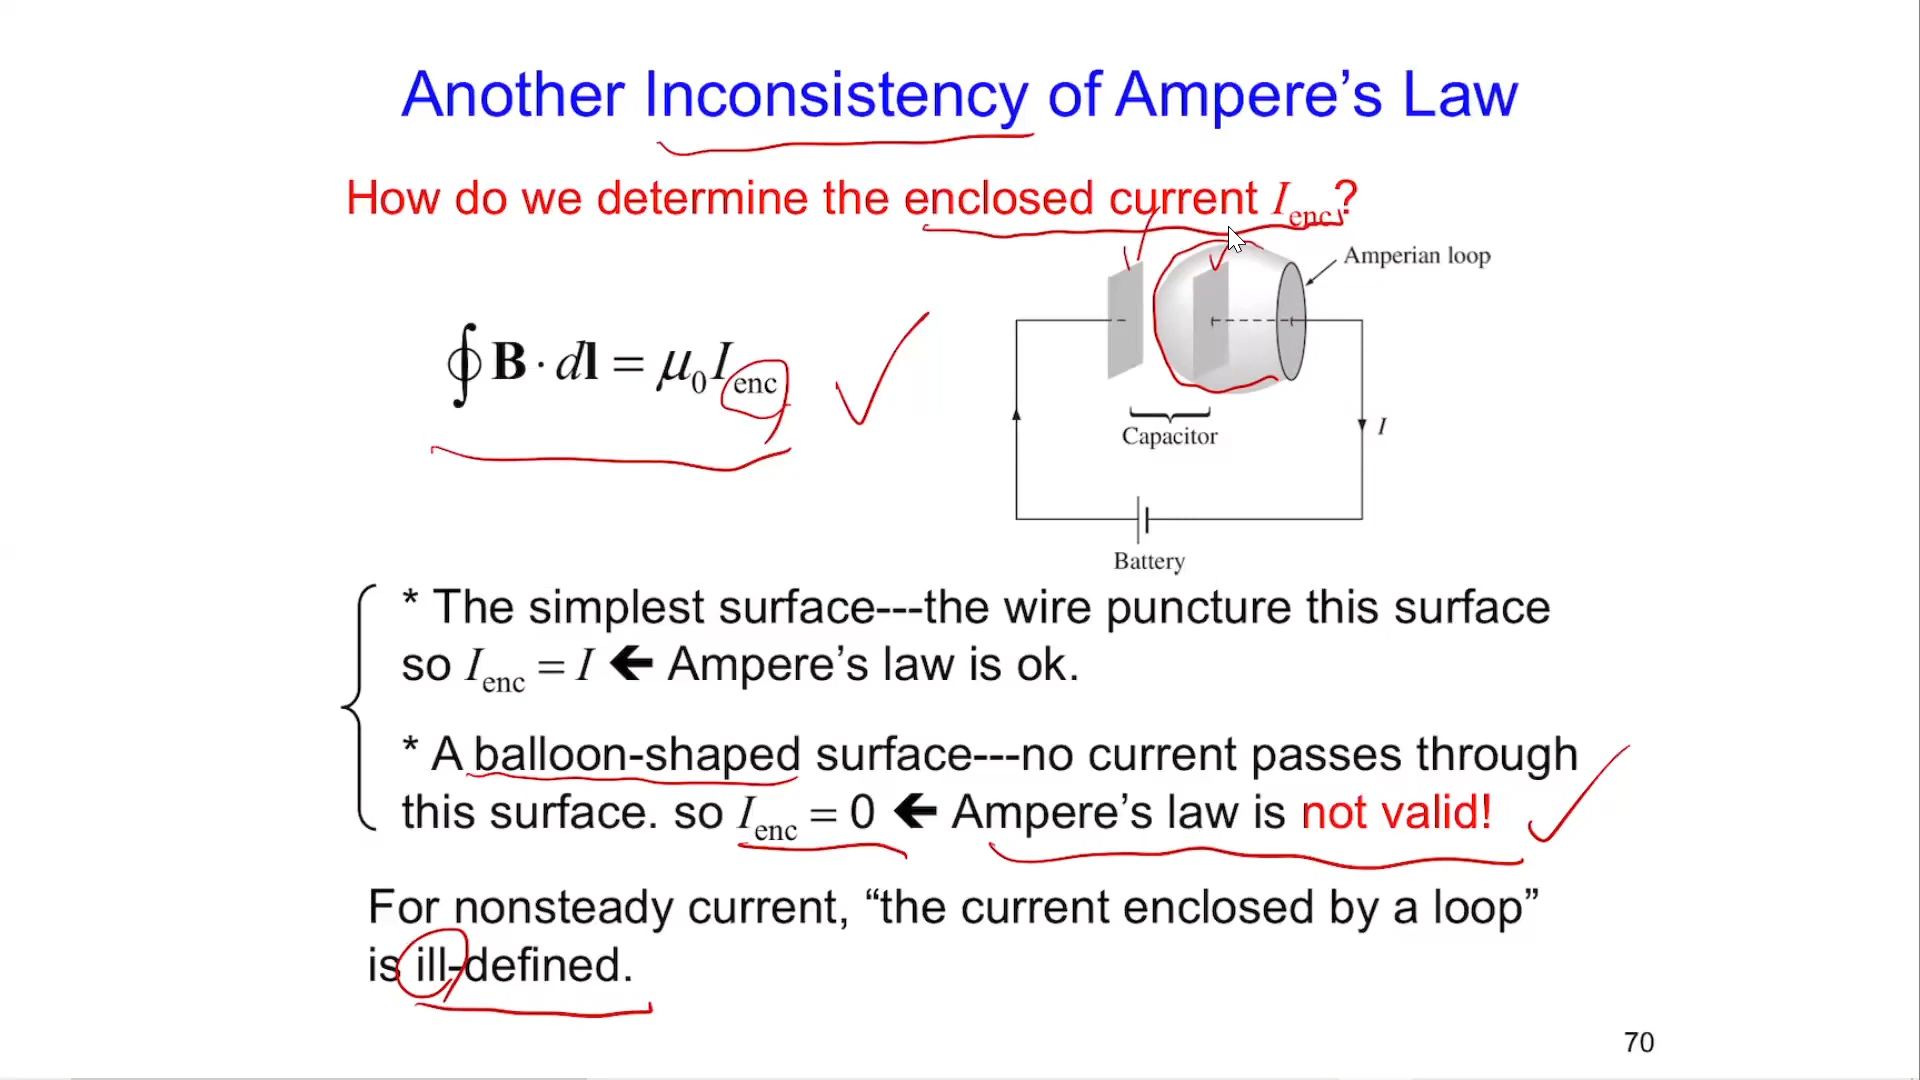 Another Inconsistency of Ampere’s Law
How do we determine the enclosed current I_enc?
Amperian loop
∮ B · dl = μ₀I_enc
Capacitor
I
Battery
* The simplest surface---the wire puncture this surface
so I_enc = I 🡸 Ampere’s law is ok.
* A balloon-shaped surface---no current passes through
this surface. so I_enc = 0 🡸 Ampere’s law is not valid!
For nonsteady current, “the current enclosed by a loop”
is ill-defined.
70